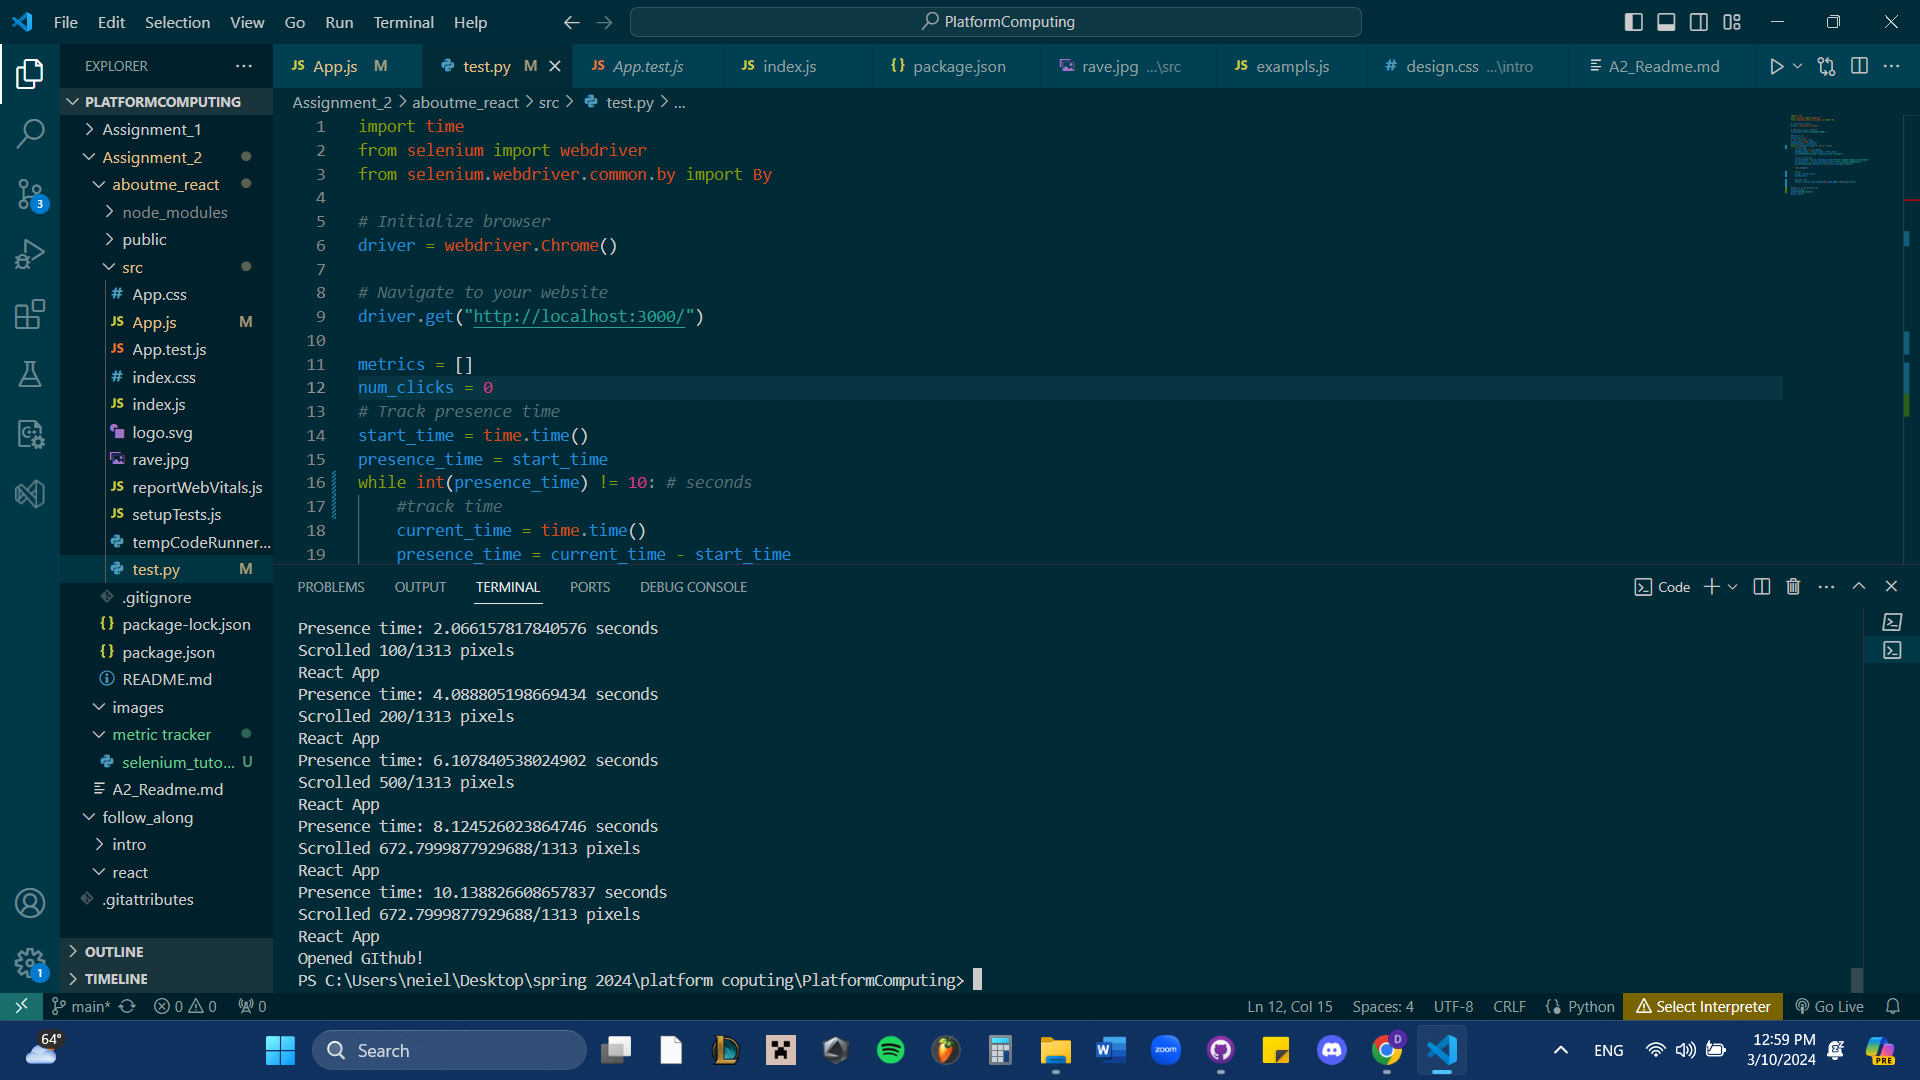 File Edit Selection View Go Run Terminal Help
PlatformComputing
EXPLORER
JS App.js M
test.py M
JS App.test.js
JS index.js
{} package.json
rave.jpg ...\src
JS exampls.js
# design.css ...\intro
A2_Readme.md
PLATFORMCOMPUTING
Assignment_1
Assignment_2
aboutme_react
node_modules
public
src
# App.css
JS App.js M
JS App.test.js
# index.css
JS index.js
logo.svg
rave.jpg
JS reportWebVitals.js
JS setupTests.js
tempCodeRunner...
test.py M
.gitignore
{} package-lock.json
{} package.json
README.md
images
metric tracker
selenium_tuto... U
A2_Readme.md
follow_along
intro
react
.gitattributes
OUTLINE
TIMELINE
3
1
Assignment_2 > aboutme_react > src > test.py > ...
1 import time
2 from selenium import webdriver
3 from selenium.webdriver.common.by import By
4
5 # Initialize browser
6 driver = webdriver.Chrome()
7
8 # Navigate to your website
9 driver.get("http://localhost:3000/")
10
11 metrics = []
12 num_clicks = 0
13 # Track presence time
14 start_time = time.time()
15 presence_time = start_time
16 while int(presence_time) != 10: # seconds
17 #track time
18 current_time = time.time()
19 presence_time = current_time - start_time
PROBLEMS OUTPUT TERMINAL PORTS DEBUG CONSOLE
Code
Presence time: 2.066157817840576 seconds
Scrolled 100/1313 pixels
React App
Presence time: 4.088805198669434 seconds
Scrolled 200/1313 pixels
React App
Presence time: 6.107840538024902 seconds
Scrolled 500/1313 pixels
React App
Presence time: 8.124526023864746 seconds
Scrolled 672.7999877929688/1313 pixels
React App
Presence time: 10.138826608657837 seconds
Scrolled 672.7999877929688/1313 pixels
React App
Opened GIthub!
PS C:\Users\neiel\Desktop\spring 2024\platform coputing\PlatformComputing>
main* 0 0 0
Ln 12, Col 15 Spaces: 4 UTF-8 CRLF {} Python Select Interpreter Go Live
64°
Search
W
zoom
D
ENG
12:59 PM
3/10/2024
PRE